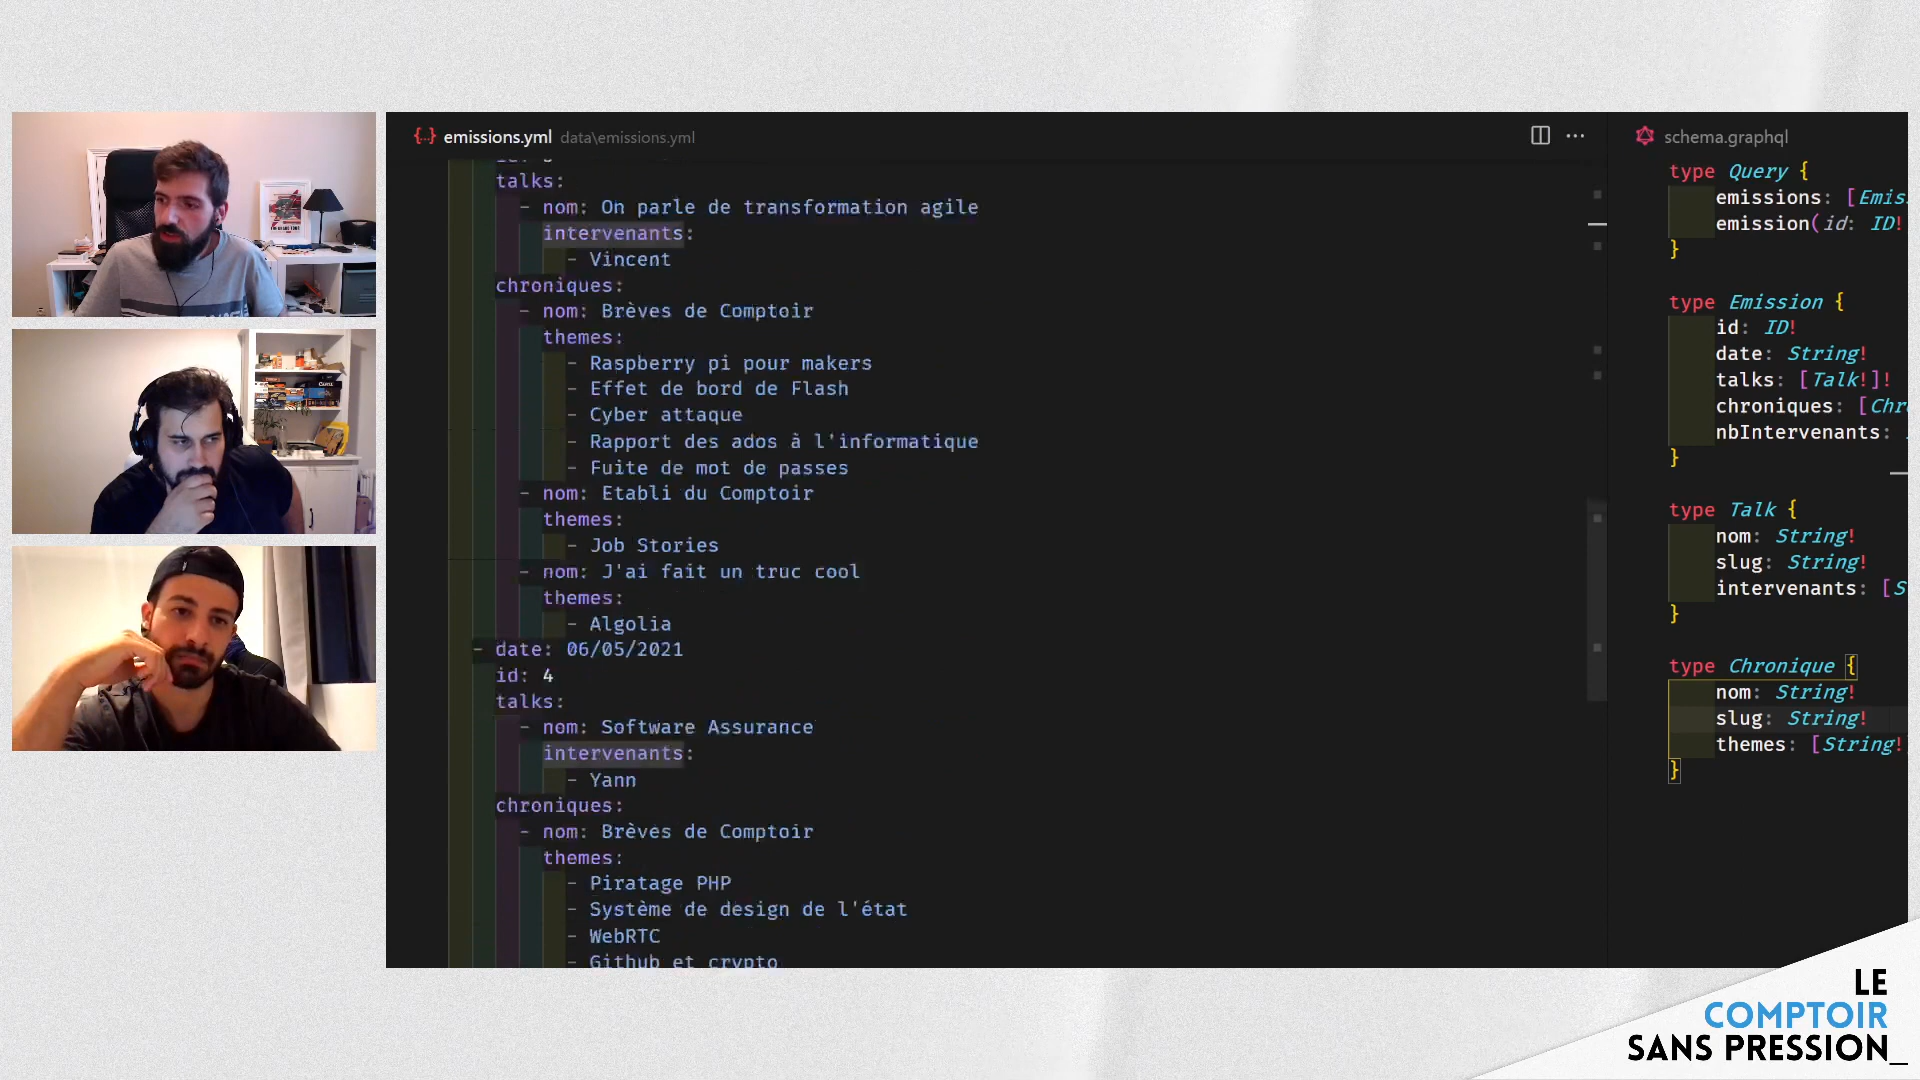 {..} emissions.yml data\emissions.yml
talks:
- nom: On parle de transformation agile
intervenants:
- Vincent
chroniques:
- nom: Brèves de Comptoir
themes:
- Raspberry pi pour makers
- Effet de bord de Flash
- Cyber attaque
- Rapport des ados à l'informatique
- Fuite de mot de passes
- nom: Etabli du Comptoir
themes:
- Job Stories
- nom: J'ai fait un truc cool
themes:
- Algolia
- date: 06/05/2021
id: 4
talks:
- nom: Software Assurance
intervenants:
- Yann
chroniques:
- nom: Brèves de Comptoir
themes:
- Piratage PHP
- Système de design de l'état
- WebRTC
- Github et crypto
schema.graphql
type Query {
emissions: [Emis
emission(id: ID!
}
type Emission {
id: ID!
date: String!
talks: [Talk!]!
chroniques: [Chr
nbIntervenants:
}
type Talk {
nom: String!
slug: String!
intervenants: [S
}
type Chronique {
nom: String!
slug: String!
themes: [String!
}
LE
COMPTOIR
SANS PRESSION_